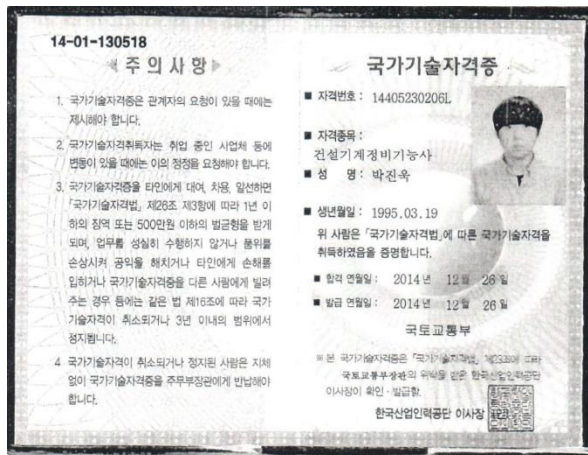 14-01-130518
주 의 사 항
1. 국가기술자격증은 관계자의 요청이 있을 때에는
제시해야 합니다.
2. 국가기술자격취득자는 취업 중인 사업체 등에
변동이 있을 때에는 이의 정정을 요청해야 합니다.
3. 국가기술자격증을 타인에게 대여, 차용, 알선하면
「국가기술자격법」 제26조 제3항에 따라 1년 이
하의 징역 또는 500만원 이하의 벌금형을 받게
되며, 업무를 성실히 수행하지 않거나 품위를
손상시켜 공익을 해치거나 타인에게 손해를
입히거나 국가기술자격증을 다른 사람에게 빌려
주는 경우 등에는 같은 법 제16조에 따라 국가
기술자격이 취소되거나 3년 이내의 범위에서
정지됩니다.
4 국가기술자격이 취소되거나 정지된 사람은 지체
없이 국가기술자격증을 주무부장관에게 반납해야
합니다.
국가기술자격증
■ 자격번호 : 14405230206L
■ 자격종목 :
건설기계정비기능사
■ 성 명 : 박진욱
■ 생년월일 : 1995.03.19
위 사람은 「국가기술자격법」에 따른 국가기술자격을
취득하였음을 증명합니다.
■ 합격 연월일 : 2014 년 12 월 26 일
■ 발급 연월일 : 2014 년 12 월 26 일
국토교통부
※ 본 국가기술자격증은 「국가기술자격법」 제23조에 따라
국토교통부장관의 위탁을 받은 한국산업인력공단
이사장이 확인 · 발급함.
한국산업인력공단 이사장